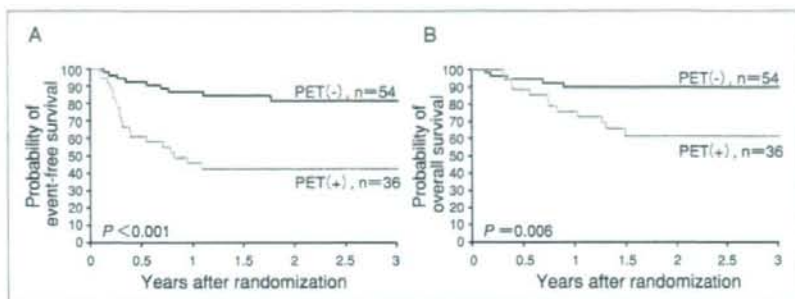 A
Probability of
event-free survival
100
90
80
70
60
50
40
30
20
10
0
PET(-), n=54
PET(+), n=36
P<0.001
0 0.5 1 1.5 2 2.5 3
Years after randomization
B
Probability of
overall survival
100
90
80
70
60
50
40
30
20
10
0
PET(-), n=54
PET(+), n=36
P=0.006
0 0.5 1 1.5 2 2.5 3
Years after randomization